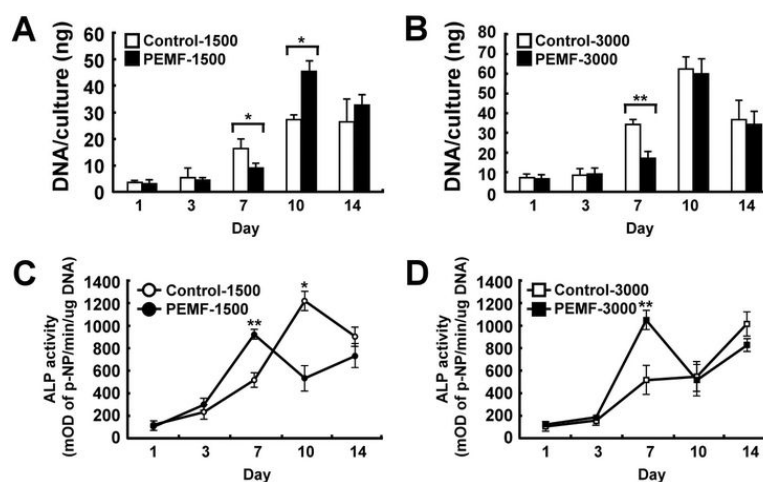 A
DNA/culture (ng)
60
50
40
30
20
10
0
Control-1500
PEMF-1500
*
*
1 3 7 10 14
Day
B
DNA/culture (ng)
80
70
60
50
40
30
20
10
0
Control-3000
PEMF-3000
**
1 3 7 10 14
Day
C
ALP activity
(mOD of p-NP/min/ug DNA)
1400
1200
1000
800
600
400
200
0
Control-1500
PEMF-1500
**
*
1 3 7 10 14
Day
D
ALP activity
(mOD of p-NP/min/ug DNA)
1400
1200
1000
800
600
400
200
0
Control-3000
PEMF-3000
**
1 3 7 10 14
Day